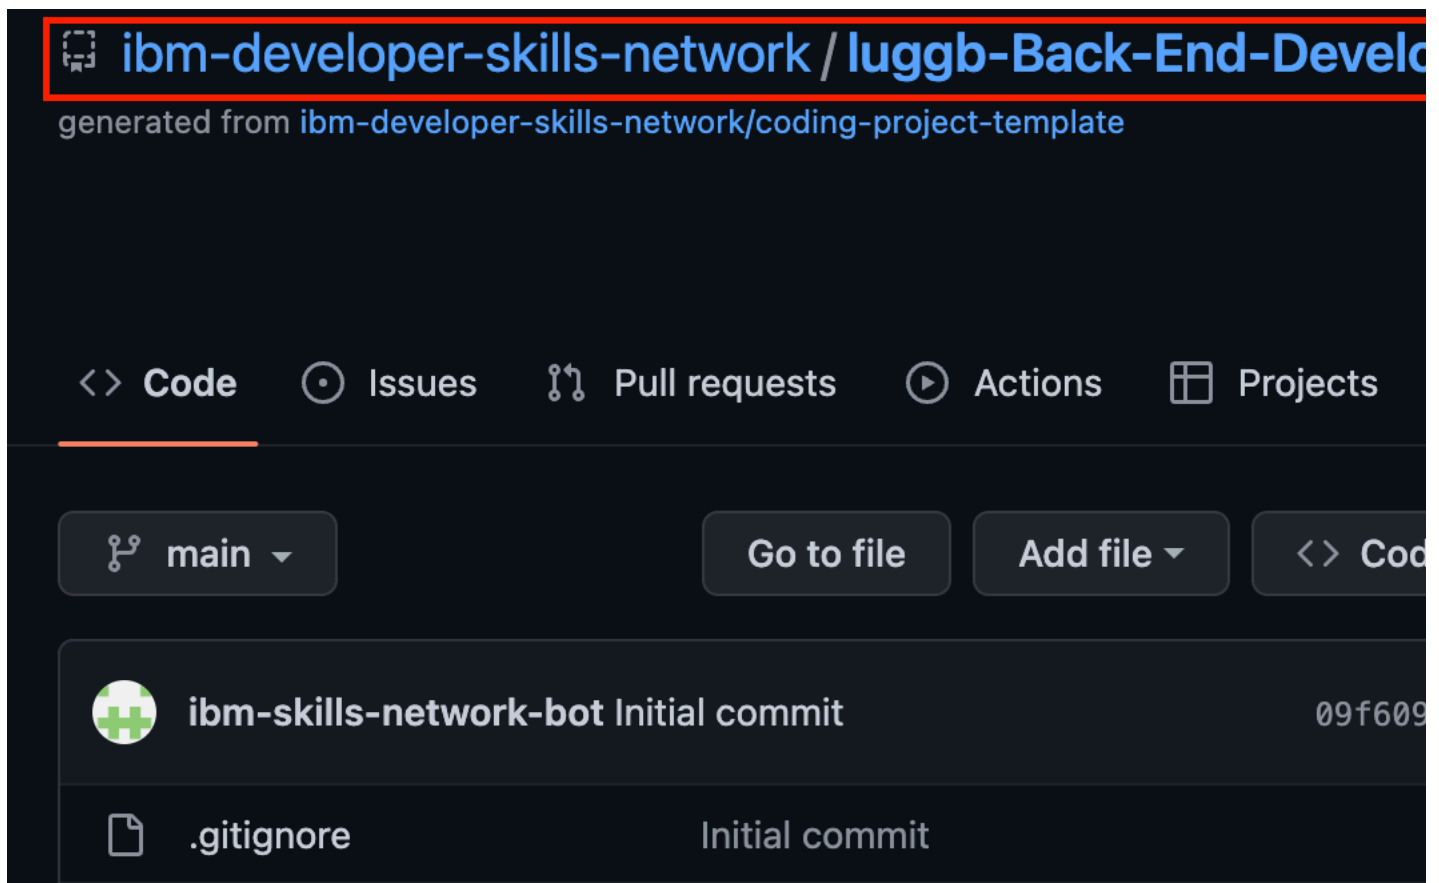 ibm-developer-skills-network / luggb-Back-End-Develo
generated from ibm-developer-skills-network/coding-project-template
Code Issues Pull requests Actions Projects
main Go to file Add file Cod
ibm-skills-network-bot Initial commit 09f609
.gitignore Initial commit